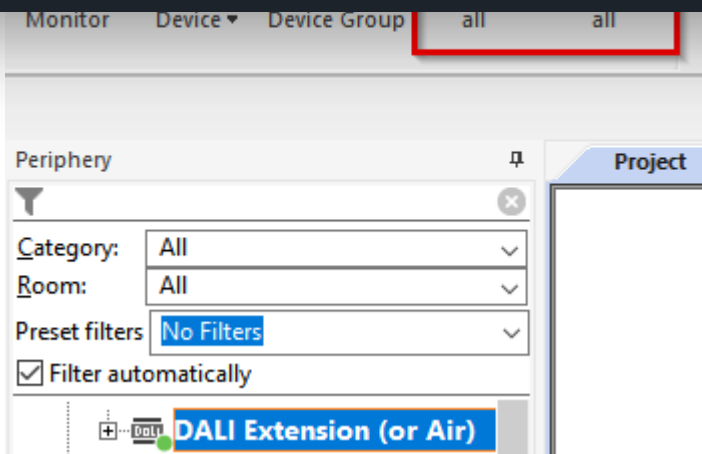 Monitor Device Device Group all all
Periphery
Project
Category: All
Room: All
Preset filters No Filters
Filter automatically
DALI DALI Extension (or Air)